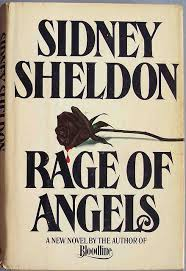 SIDNEY
SHELDON
RAGE OF
ANGELS
A NEW NOVEL BY THE AUTHOR OF
Bloodline